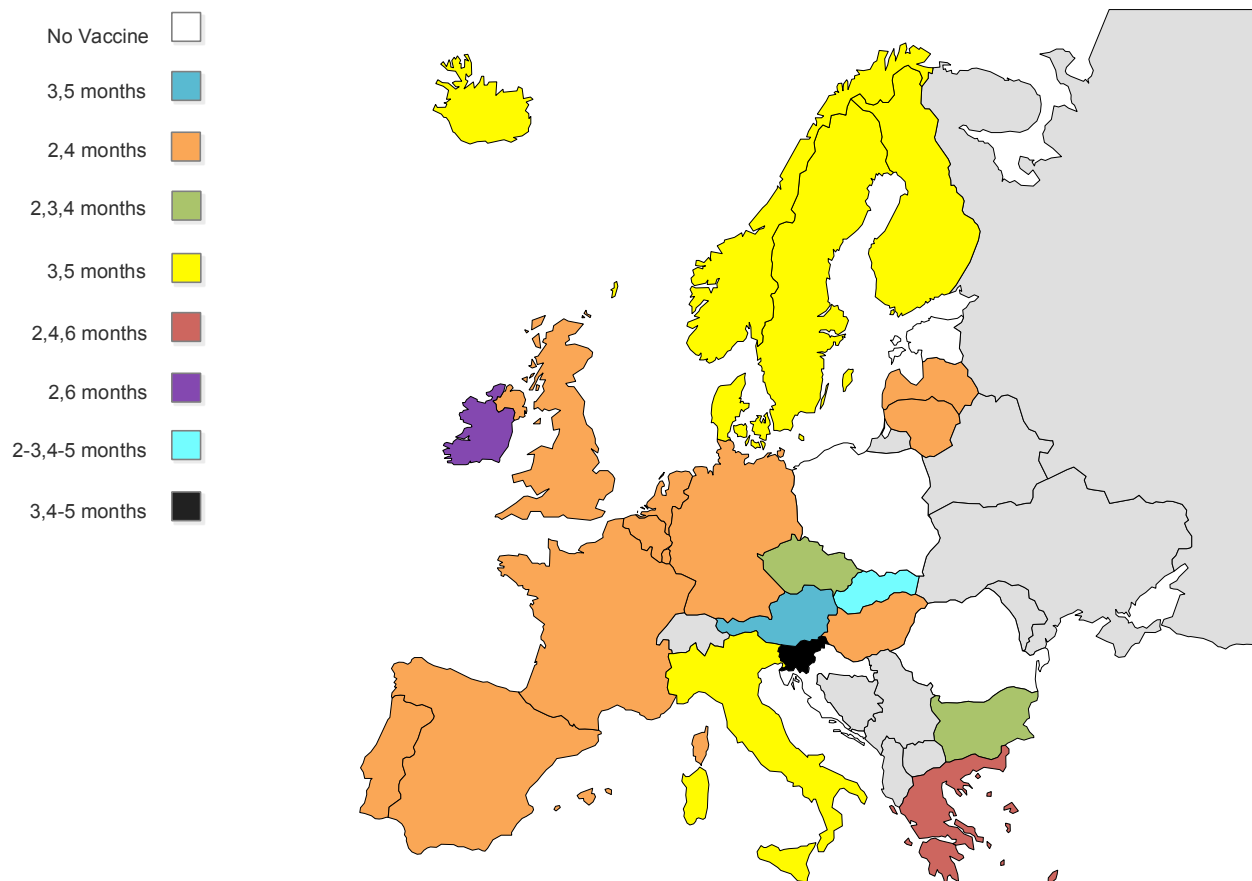 No Vaccine
3,5 months
2,4 months
2,3,4 months
3,5 months
2,4,6 months
2,6 months
2-3,4-5 months
3,4-5 months